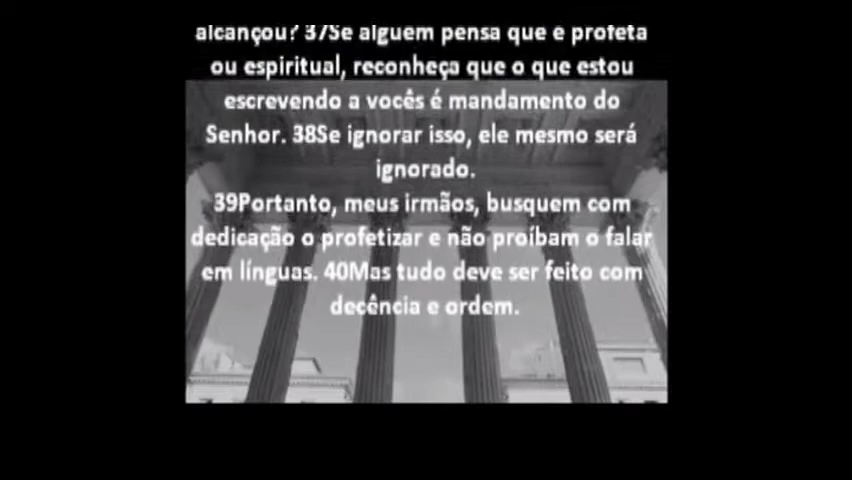 alcançou? 37Se alguém pensa que é profeta
ou espiritual, reconheça que o que estou
escrevendo a vocês é mandamento do
Senhor. 38Se ignorar isso, ele mesmo será
ignorado.
39Portanto, meus irmãos, busquem com
dedicação o profetizar e não proíbam o falar
em línguas. 40Mas tudo deve ser feito com
decência e ordem.